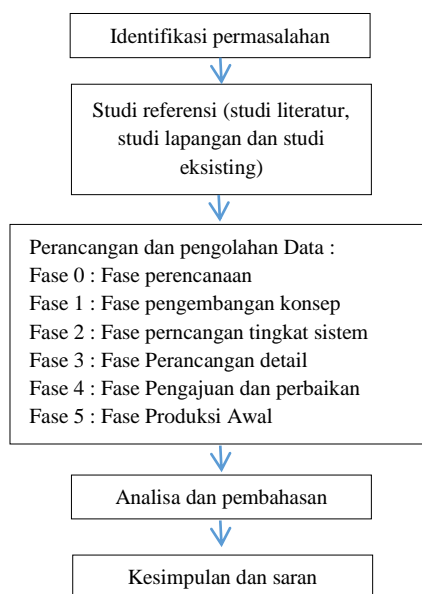 Identifikasi permasalahan
Studi referensi (studi literatur,
studi lapangan dan studi
eksisting)
Perancangan dan pengolahan Data :
Fase 0 : Fase perencanaan
Fase 1 : Fase pengembangan konsep
Fase 2 : Fase perncangan tingkat sistem
Fase 3 : Fase Perancangan detail
Fase 4 : Fase Pengajuan dan perbaikan
Fase 5 : Fase Produksi Awal
Analisa dan pembahasan
Kesimpulan dan saran